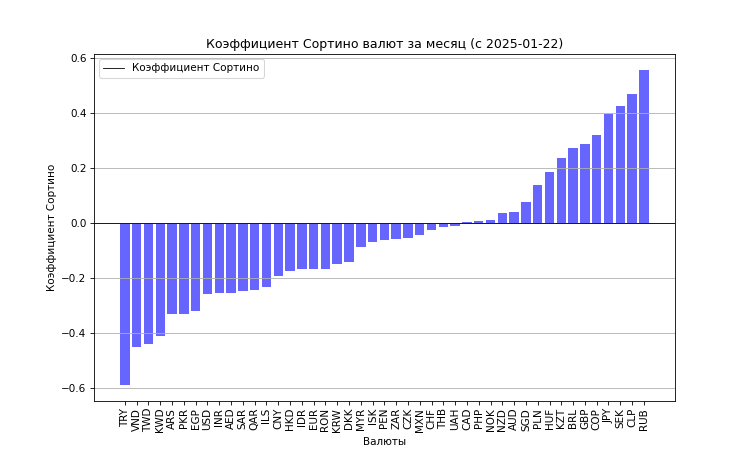 Коэффициент Сортино валют за месяц (с 2025-01-22)
Коэффициент Сортино
Коэффициент Сортино
0.6
0.4
0.2
0.0
−0.2
−0.4
−0.6
TRY VND TWD KWD ARS PKR EGP USD INR AED SAR QAR ILS CNY HKD IDR EUR RON KRW DKK MYR ISK PEN ZAR CZK MXN CHF THB UAH CAD PHP NOK NZD AUD SGD PLN HUF KZT BRL GBP COP JPY SEK CLP RUB
Валюты